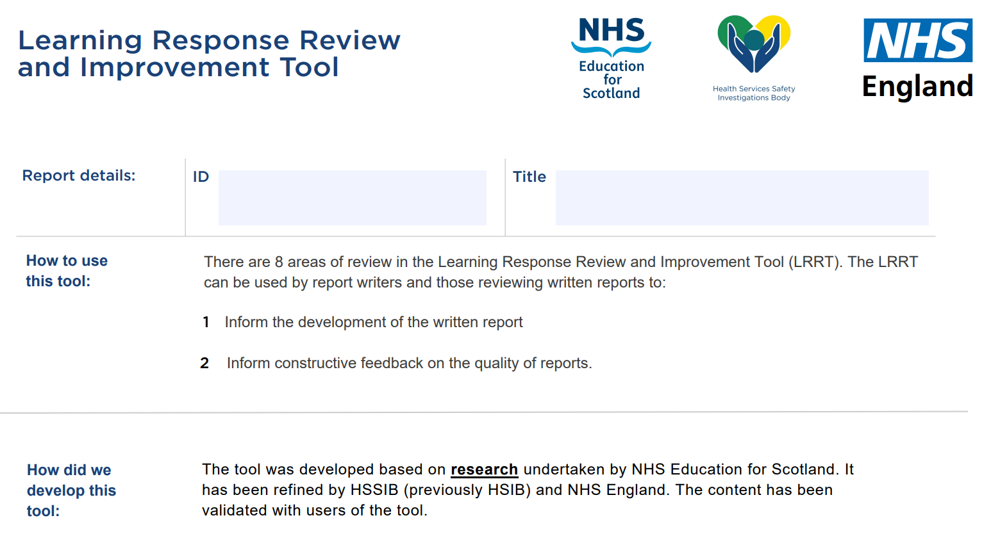 Learning Response Review
and Improvement Tool
NHS
Education
for
Scotland
Health Services Safety
Investigations Body
NHS
England
Report details:
ID
Title
How to use
this tool:
There are 8 areas of review in the Learning Response Review and Improvement Tool (LRRT). The LRRT
can be used by report writers and those reviewing written reports to:
1 Inform the development of the written report
2 Inform constructive feedback on the quality of reports.
How did we
develop this
tool:
The tool was developed based on research undertaken by NHS Education for Scotland. It
has been refined by HSSIB (previously HSIB) and NHS England. The content has been
validated with users of the tool.